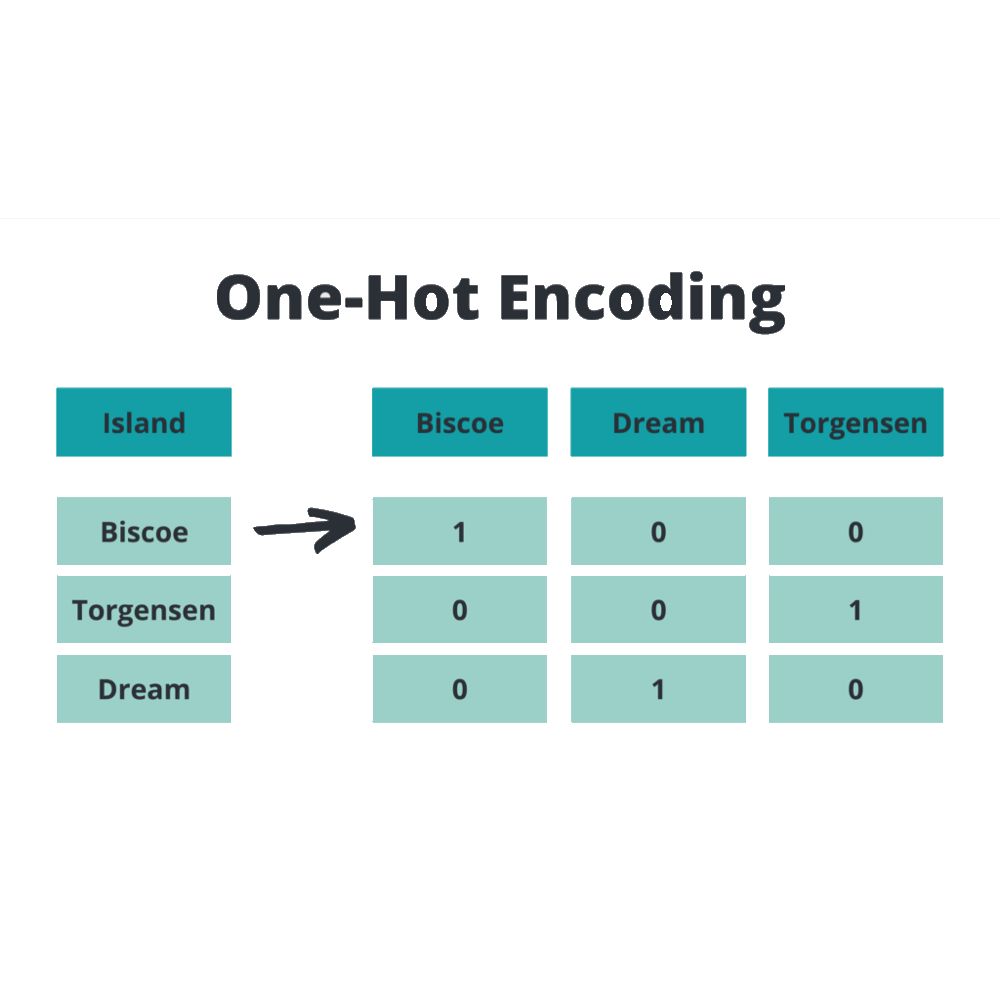 One-Hot Encoding
Island Biscoe Dream Torgensen
Biscoe 1 0 0
Torgensen 0 0 1
Dream 0 1 0